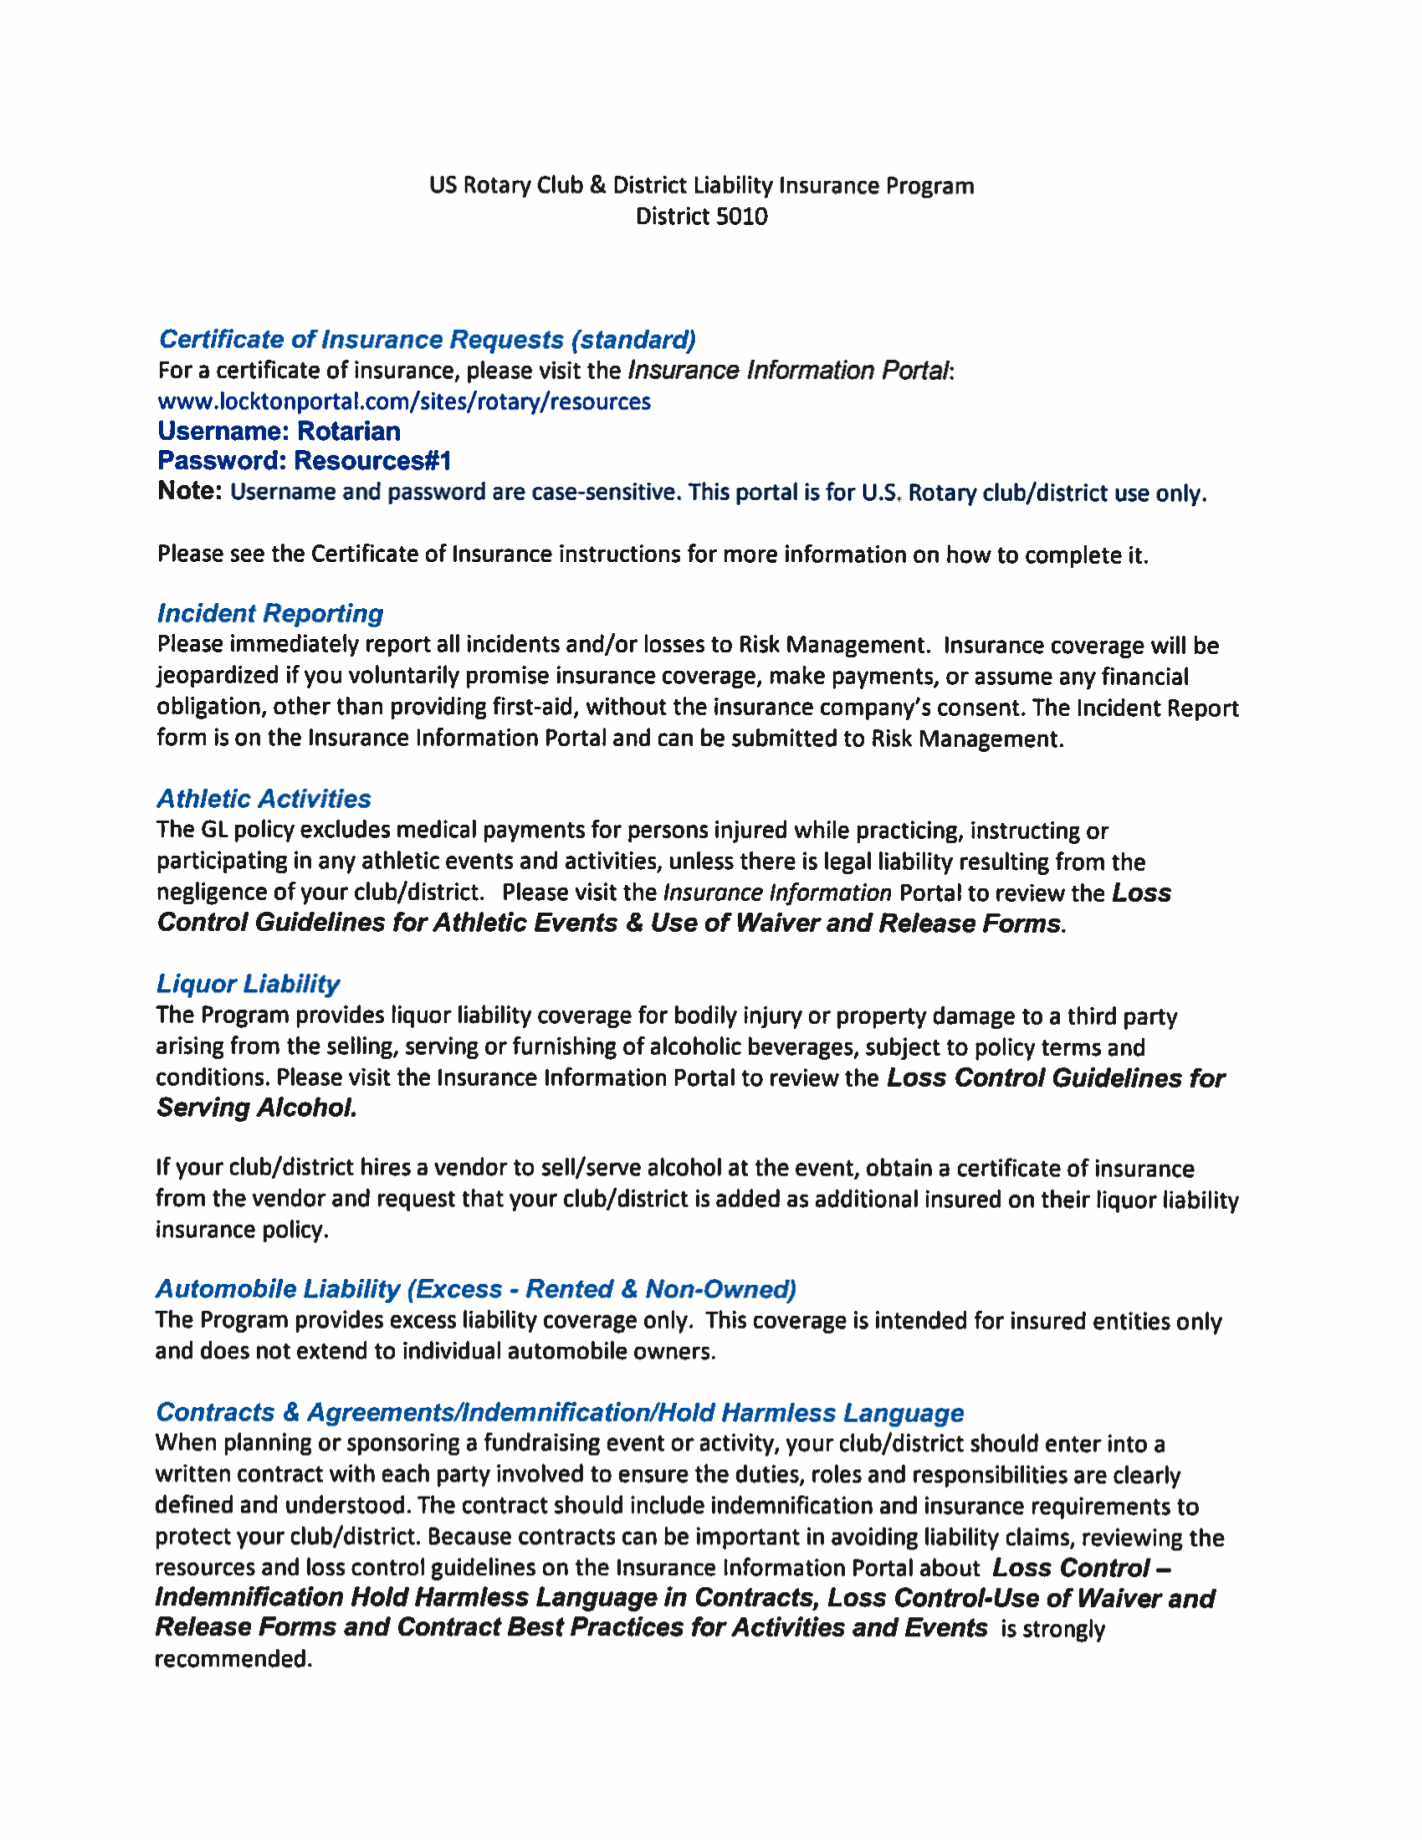 US Rotary Club & District Liability Insurance Program
District 5010
Certificate of Insurance Requests (standard)
For a certificate of insurance, please visit the Insurance Information Portal:
www.locktonportal.com/sites/rotary/resources
Username: Rotarian
Password: Resources#1
Note: Username and password are case-sensitive. This portal is for U.S. Rotary club/district use only.
Please see the Certificate of Insurance instructions for more information on how to complete it.
Incident Reporting
Please immediately report all incidents and/or losses to Risk Management. Insurance coverage will be
jeopardized if you voluntarily promise insurance coverage, make payments, or assume any financial
obligation, other than providing first-aid, without the insurance company's consent. The Incident Report
form is on the Insurance Information Portal and can be submitted to Risk Management.
Athletic Activities
The GL policy excludes medical payments for persons injured while practicing, instructing or
participating in any athletic events and activities, unless there is legal liability resulting from the
negligence of your club/district. Please visit the Insurance Information Portal to review the Loss
Control Guidelines for Athletic Events & Use of Waiver and Release Forms.
Liquor Liability
The Program provides liquor liability coverage for bodily injury or property damage to a third party
arising from the selling, serving or furnishing of alcoholic beverages, subject to policy terms and
conditions. Please visit the Insurance Information Portal to review the Loss Control Guidelines for
Serving Alcohol.
If your club/district hires a vendor to sell/serve alcohol at the event, obtain a certificate of insurance
from the vendor and request that your club/district is added as additional insured on their liquor liability
insurance policy.
Automobile Liability (Excess - Rented & Non-Owned)
The Program provides excess liability coverage only. This coverage is intended for insured entities only
and does not extend to individual automobile owners.
Contracts & Agreements/Indemnification/Hold Harmless Language
When planning or sponsoring a fundraising event or activity, your club/district should enter into a
written contract with each party involved to ensure the duties, roles and responsibilities are clearly
defined and understood. The contract should include indemnification and insurance requirements to
protect your club/district. Because contracts can be important in avoiding liability claims, reviewing the
resources and loss control guidelines on the Insurance Information Portal about Loss Control –
Indemnification Hold Harmless Language in Contracts, Loss Control-Use of Waiver and
Release Forms and Contract Best Practices for Activities and Events is strongly
recommended.